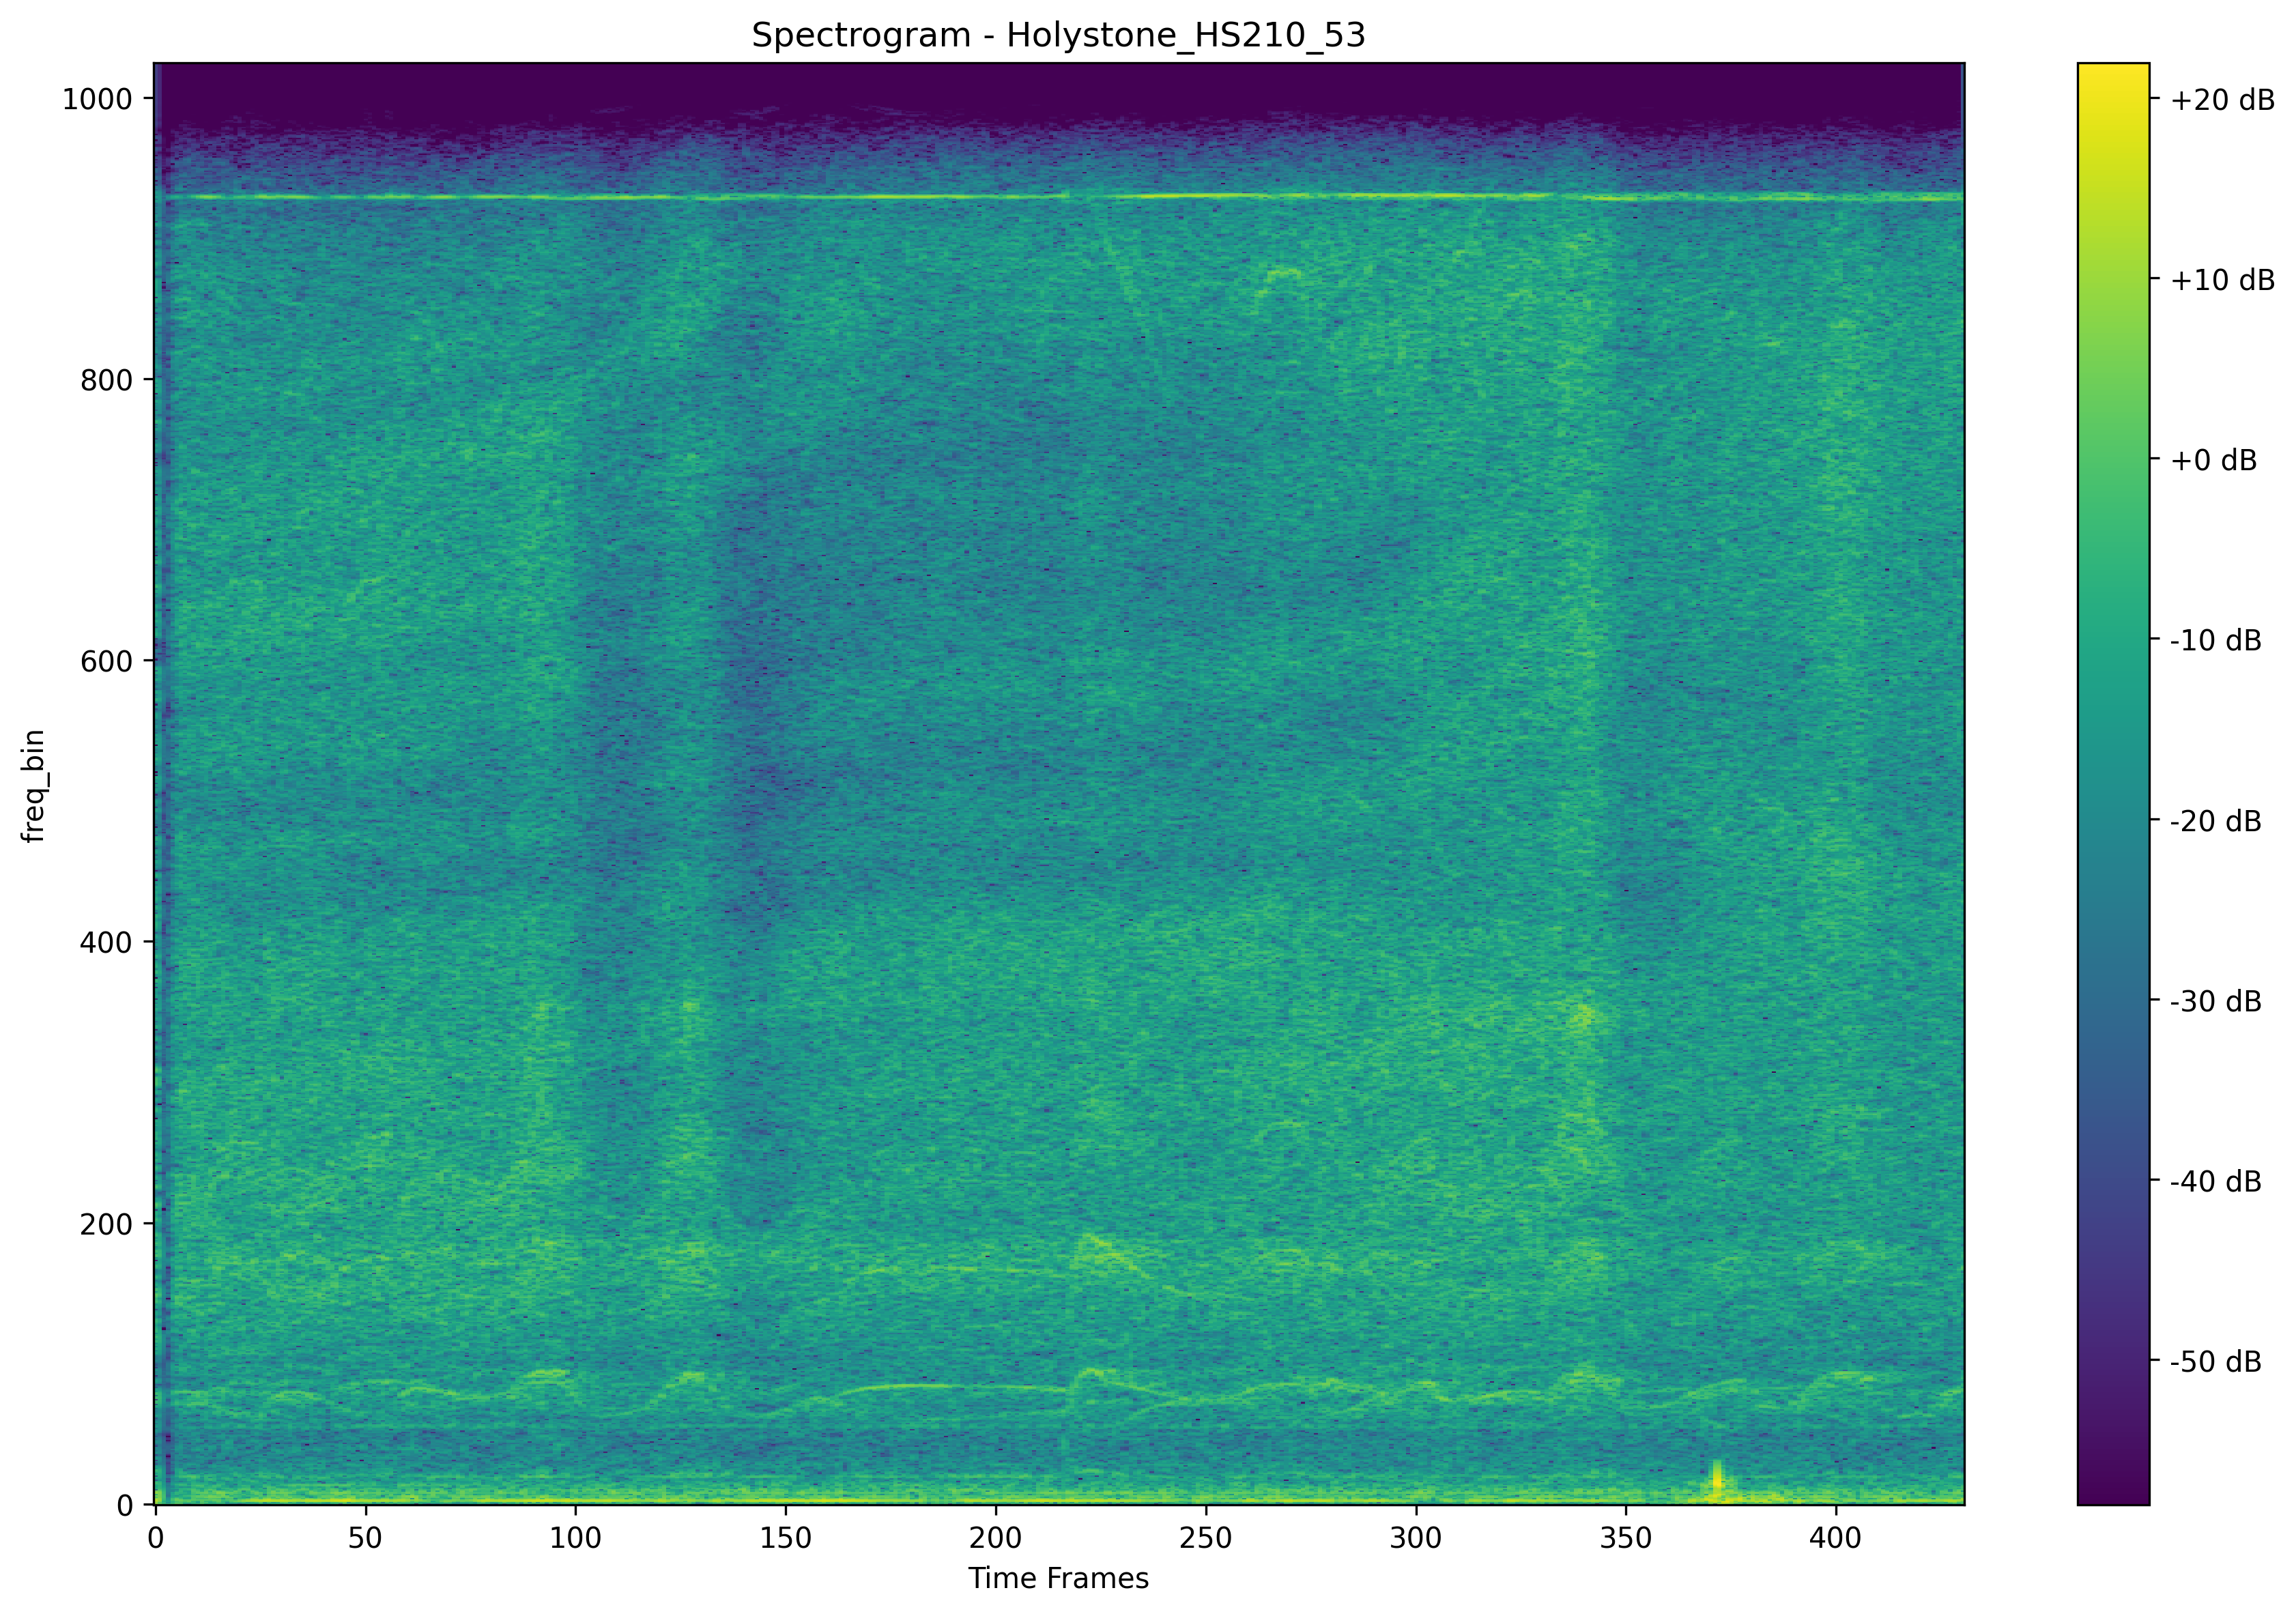 Spectrogram - Holystone_HS210_53
1000
800
600
400
200
0
freq_bin
0 50 100 150 200 250 300 350 400
Time Frames
+20 dB
+10 dB
+0 dB
-10 dB
-20 dB
-30 dB
-40 dB
-50 dB